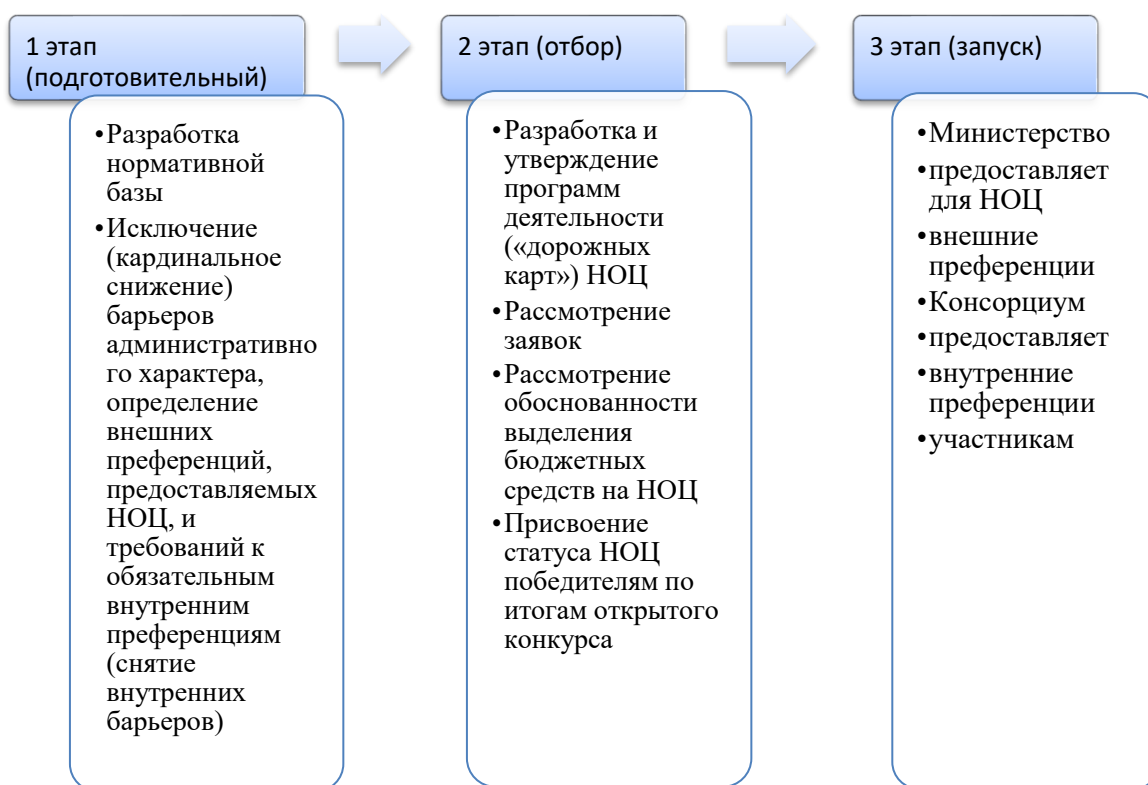 1 этап
(подготовительный)
•Разработка
нормативной
базы
•Исключение
(кардинальное
снижение)
барьеров
административно
го характера,
определение
внешних
преференций,
предоставляемых
НОЦ, и
требований к
обязательным
внутренним
преференциям
(снятие
внутренних
барьеров)
2 этап (отбор)
•Разработка и
утверждение
программ
деятельности
(«дорожных
карт») НОЦ
•Рассмотрение
заявок
•Рассмотрение
обоснованности
выделения
бюджетных
средств на НОЦ
•Присвоение
статуса НОЦ
победителям по
итогам открытого
конкурса
3 этап (запуск)
•Министерство
•предоставляет
для НОЦ
•внешние
преференции
•Консорциум
•предоставляет
•внутренние
преференции
•участникам